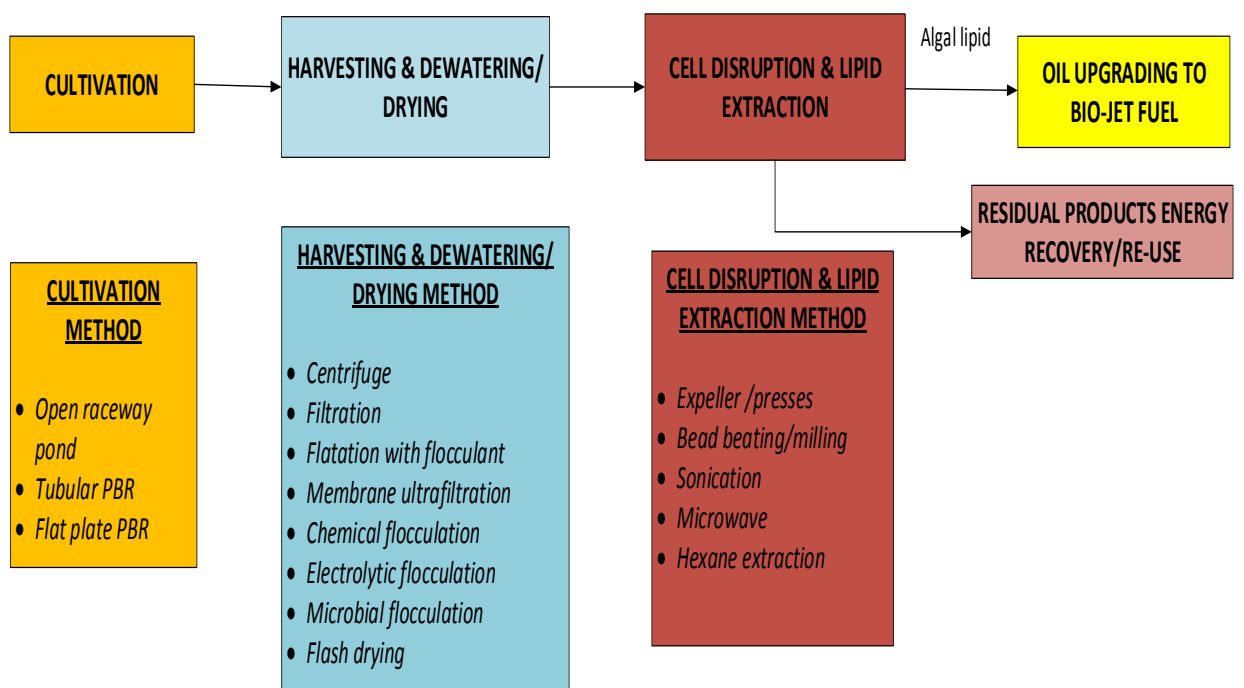 Algal lipid
CULTIVATION
HARVESTING & DEWATERING/
DRYING
CELL DISRUPTION & LIPID
EXTRACTION
OIL UPGRADING TO
BIO-JET FUEL
RESIDUAL PRODUCTS ENERGY
RECOVERY/RE-USE
CULTIVATION
METHOD
• Open raceway
pond
• Tubular PBR
• Flat plate PBR
HARVESTING & DEWATERING/
DRYING METHOD
• Centrifuge
• Filtration
• Flatation with flocculant
• Membrane ultrafiltration
• Chemical flocculation
• Electrolytic flocculation
• Microbial flocculation
• Flash drying
CELL DISRUPTION & LIPID
EXTRACTION METHOD
• Expeller /presses
• Bead beating/milling
• Sonication
• Microwave
• Hexane extraction